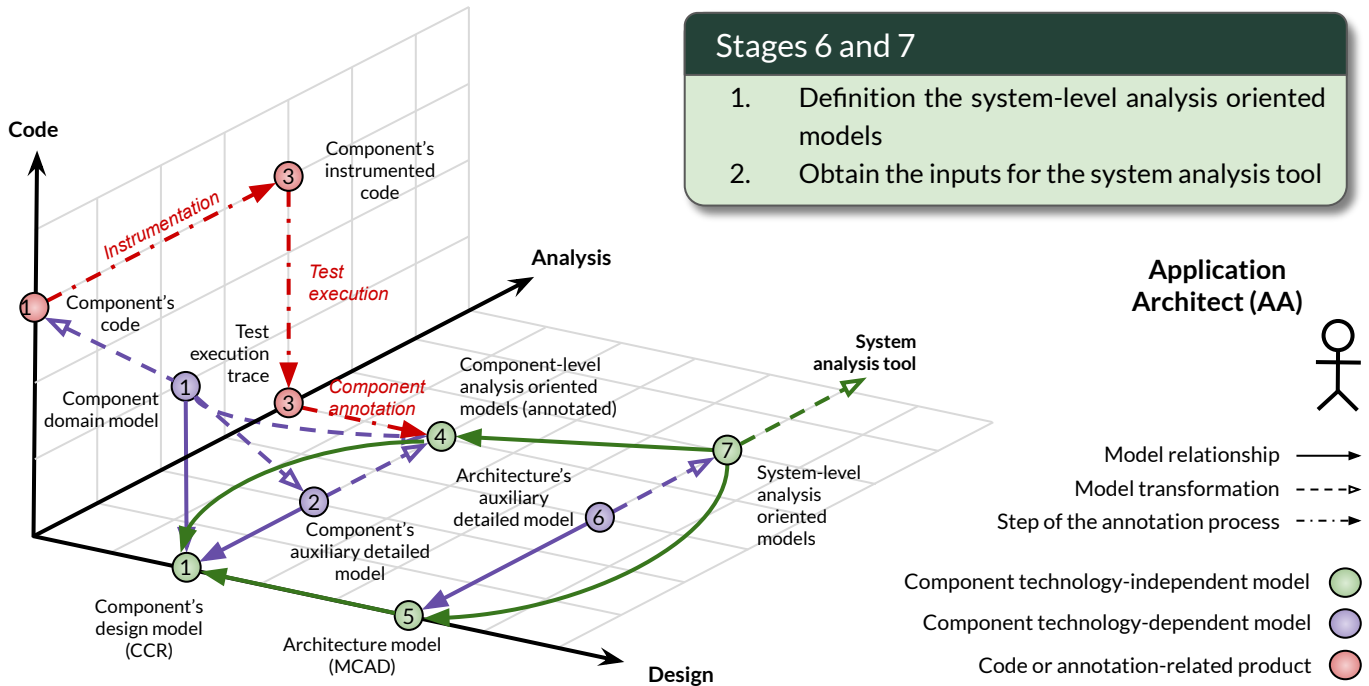 Stages 6 and 7
1. Definition the system-level analysis oriented
models
2. Obtain the inputs for the system analysis tool
Code
Component's
instrumented
code
3
Instrumentation
Test
execution
Analysis
1
Component's
code
Test
execution
trace
1
Component
domain model
3
Component
annotation
Component-level
analysis oriented
models (annotated)
4
System
analysis tool
7
System-level
analysis
oriented
models
Architecture's
auxiliary
detailed model
6
2
Component's
auxiliary detailed
model
1
Component's
design model
(CCR)
5
Architecture model
(MCAD)
Design
Application
Architect (AA)
Model relationship
Model transformation
Step of the annotation process
Component technology-independent model
Component technology-dependent model
Code or annotation-related product